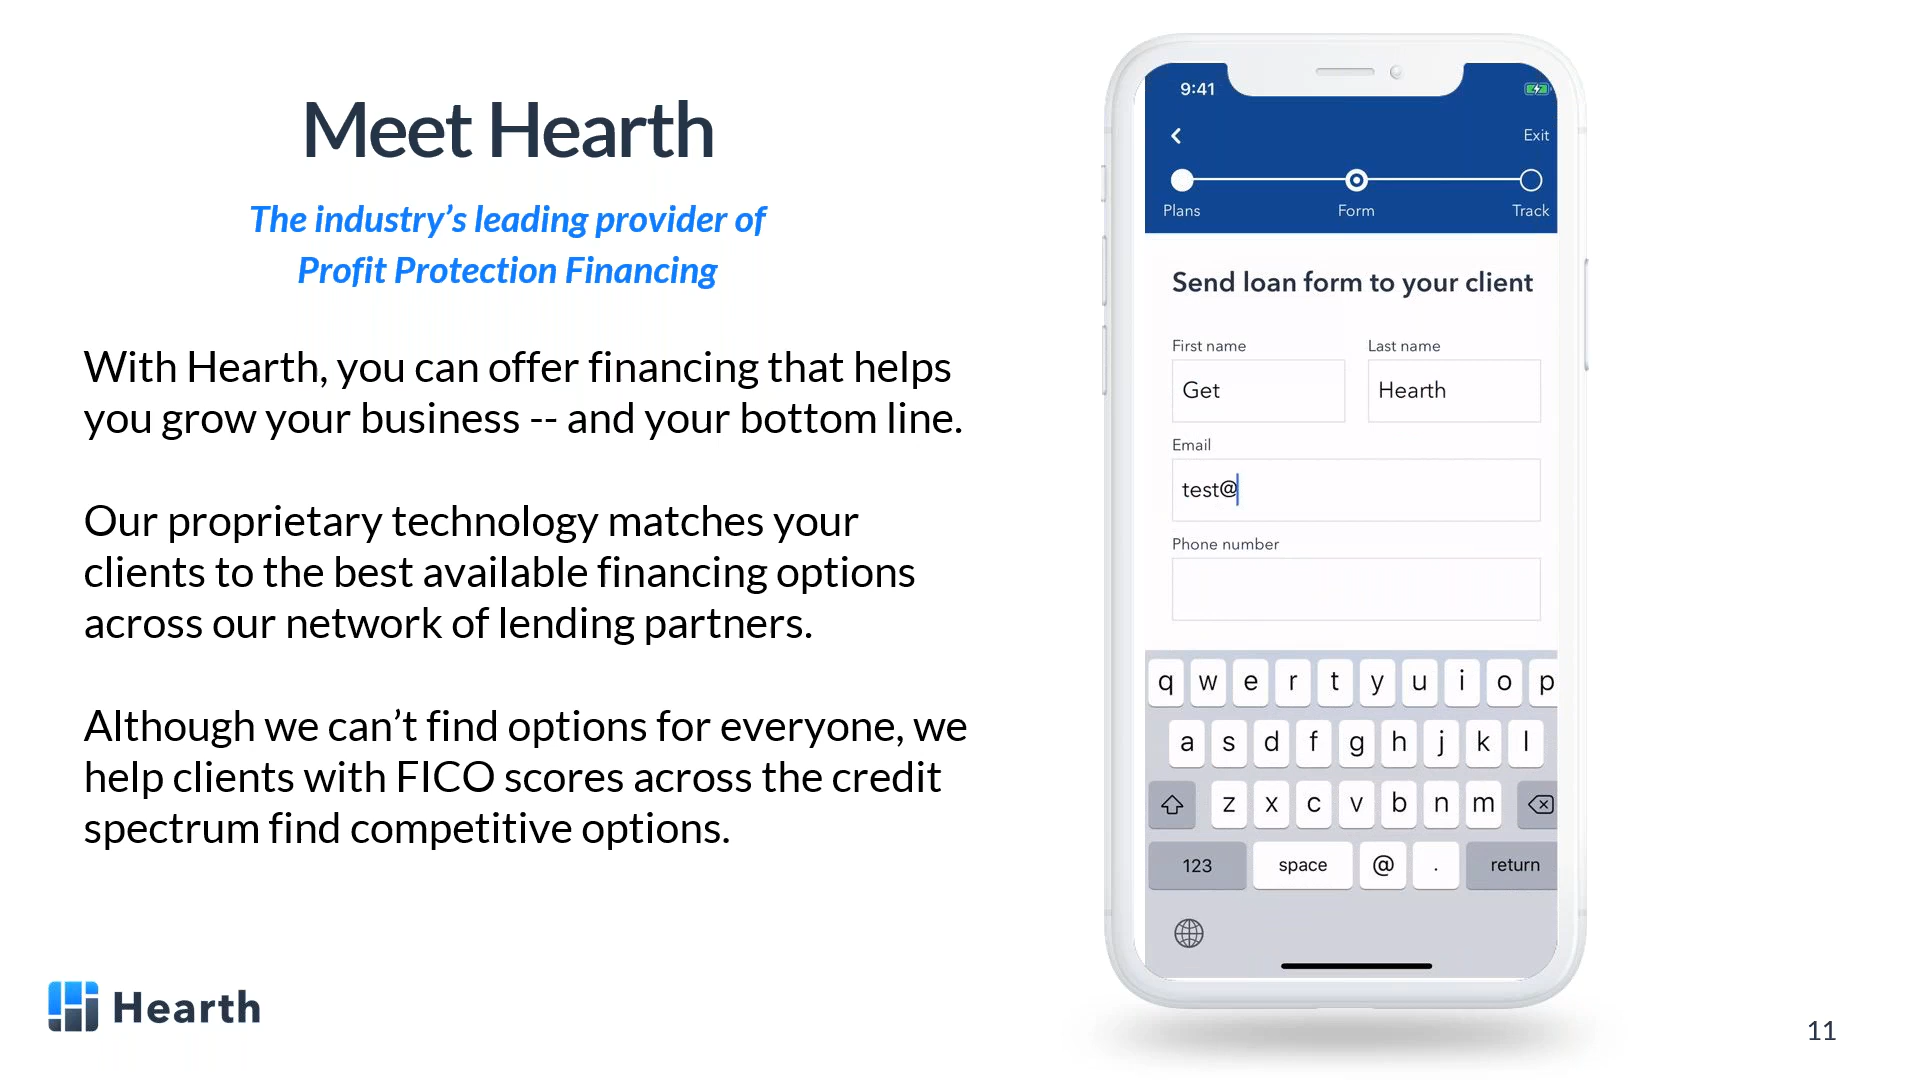 Meet Hearth
The industry’s leading provider of
Profit Protection Financing
With Hearth, you can offer financing that helps
you grow your business -- and your bottom line.
Our proprietary technology matches your
clients to the best available financing options
across our network of lending partners.
Although we can’t find options for everyone, we
help clients with FICO scores across the credit
spectrum find competitive options.
Hearth
9:41
Exit
Plans Form Track
Send loan form to your client
First name Last name
Get Hearth
Email
test@
Phone number
q w e r t y u i o p
a s d f g h j k l
z x c v b n m
123 space @ . return
11